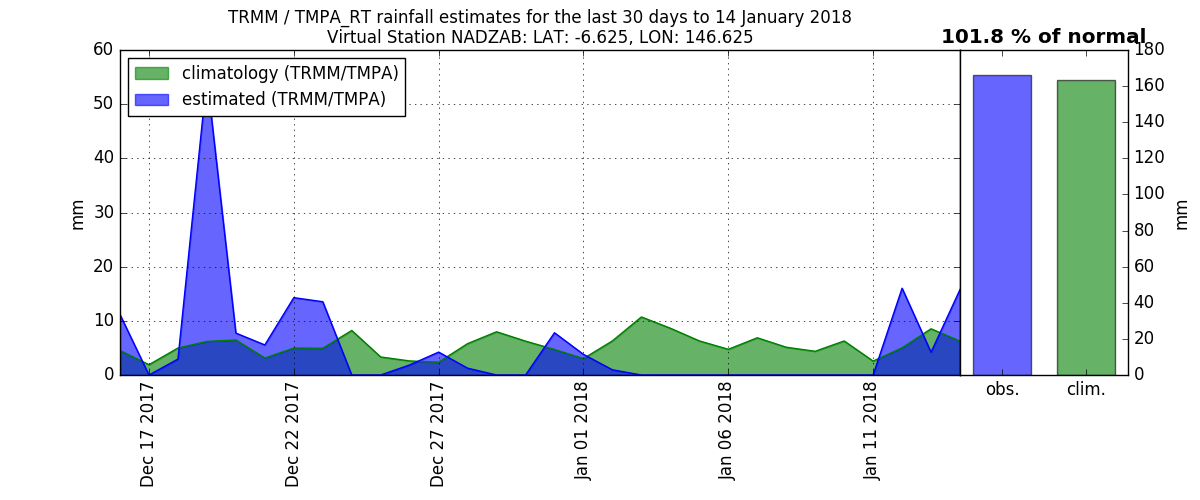 TRMM / TMPA_RT rainfall estimates for the last 30 days to 14 January 2018
Virtual Station NADZAB: LAT: -6.625, LON: 146.625
101.8 % of normal
climatology (TRMM/TMPA)
estimated (TRMM/TMPA)
60
50
40
30
20
10
0
mm
Dec 17 2017
Dec 22 2017
Dec 27 2017
Jan 01 2018
Jan 06 2018
Jan 11 2018
180
160
140
120
100
80
60
40
20
0
mm
obs.
clim.